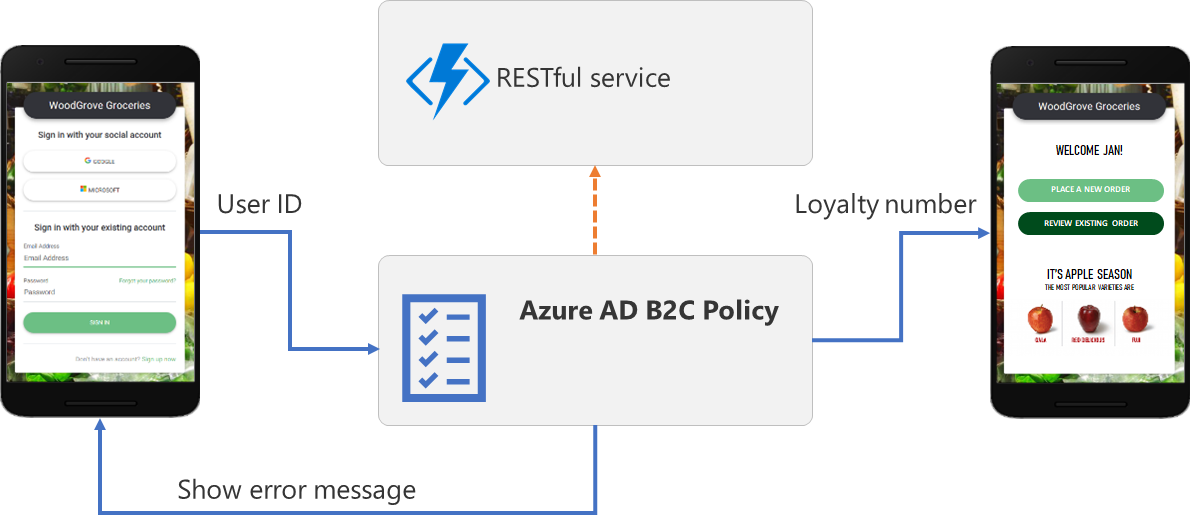 WoodGrove Groceries
Sign in with your social account
GOOGLE
MICROSOFT
Sign in with your existing account
Email Address
Email Address
Password
Forgot your password?
Password
SIGN IN
Don't have an account? Sign up now
User ID
RESTful service
Azure AD B2C Policy
Show error message
Loyalty number
WoodGrove Groceries
WELCOME JAN!
PLACE A NEW ORDER
REVIEW EXISTING ORDER
IT'S APPLE SEASON
THE MOST POPULAR VARIETIES ARE
GALA
RED DELICIOUS
FUJI